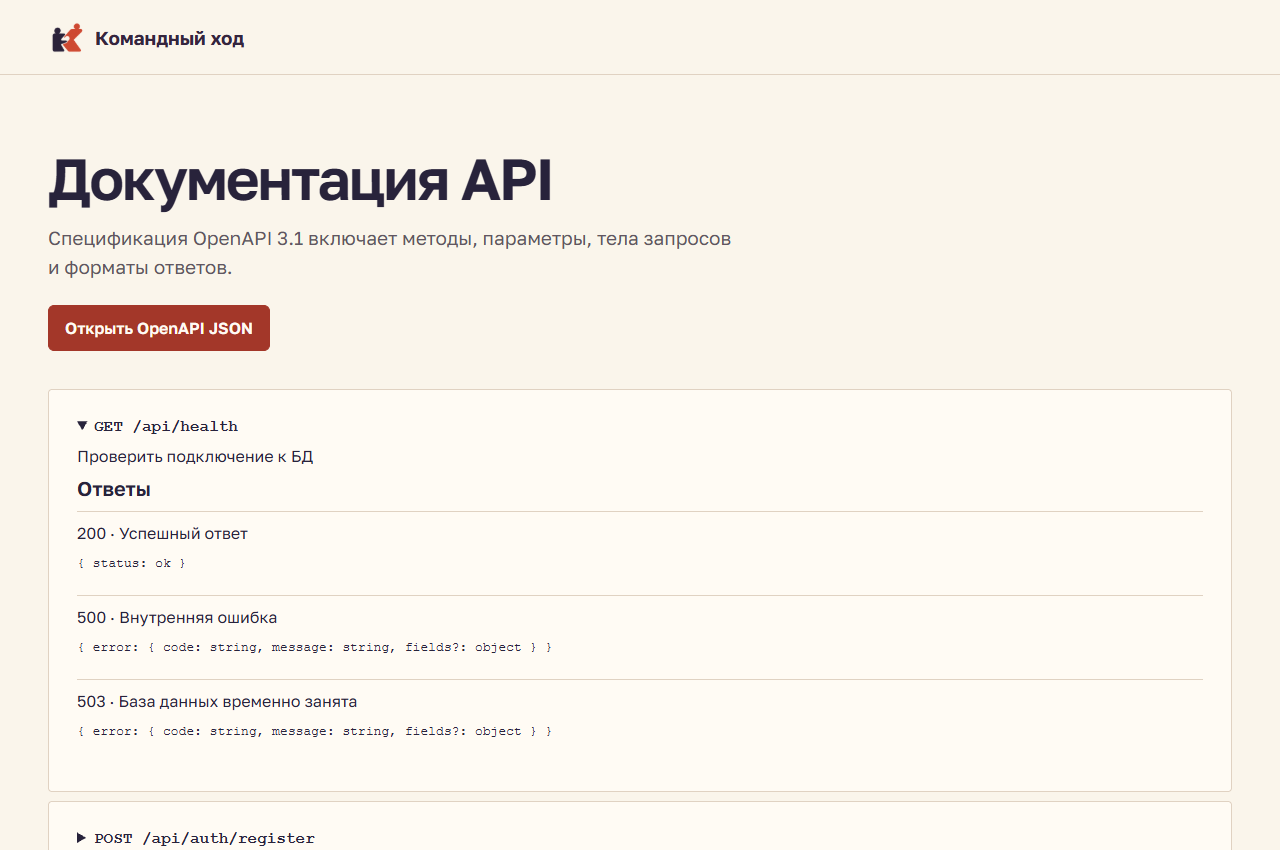 Командный ход
Документация API
Спецификация OpenAPI 3.1 включает методы, параметры, тела запросов
и форматы ответов.
Открыть OpenAPI JSON
GET /api/health
Проверить подключение к БД
Ответы
200 · Успешный ответ
{ status: ok }
500 · Внутренняя ошибка
{ error: { code: string, message: string, fields?: object } }
503 · База данных временно занята
{ error: { code: string, message: string, fields?: object } }
POST /api/auth/register